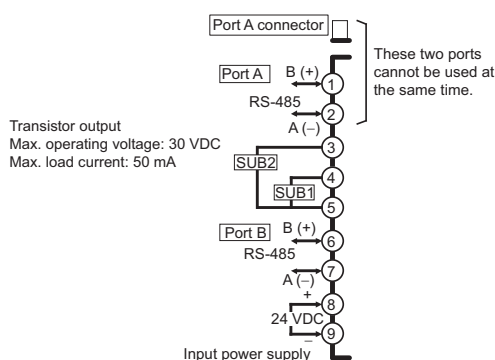 Port A connector
These two ports
cannot be used at
the same time.
Port A
B (+)
1
RS-485
2
A (−)
Transistor output
Max. operating voltage: 30 VDC
Max. load current: 50 mA
3
SUB2
4
SUB1
5
Port B
B (+)
6
RS-485
7
A (−)
+
8
24 VDC
9
−
Input power supply